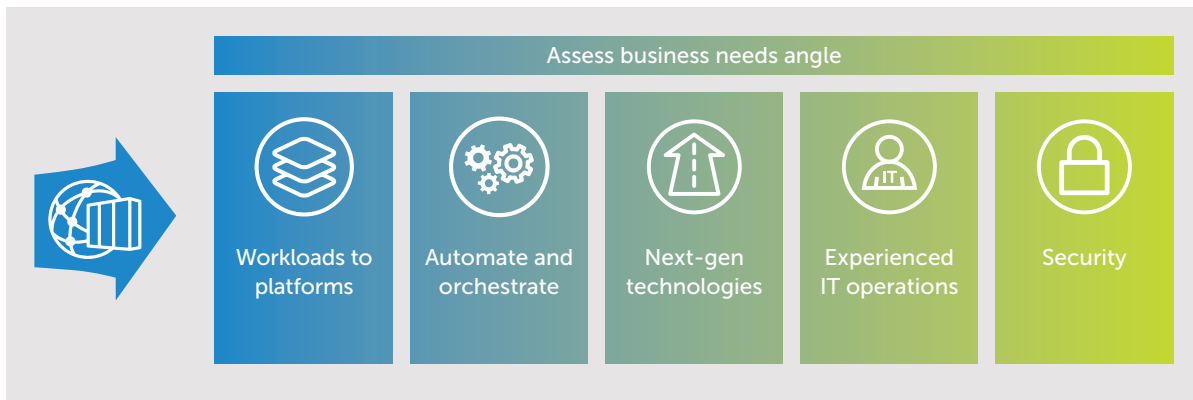 Assess business needs angle
Workloads to
platforms
Automate and
orchestrate
Next-gen
technologies
IT
Experienced
IT operations
Security